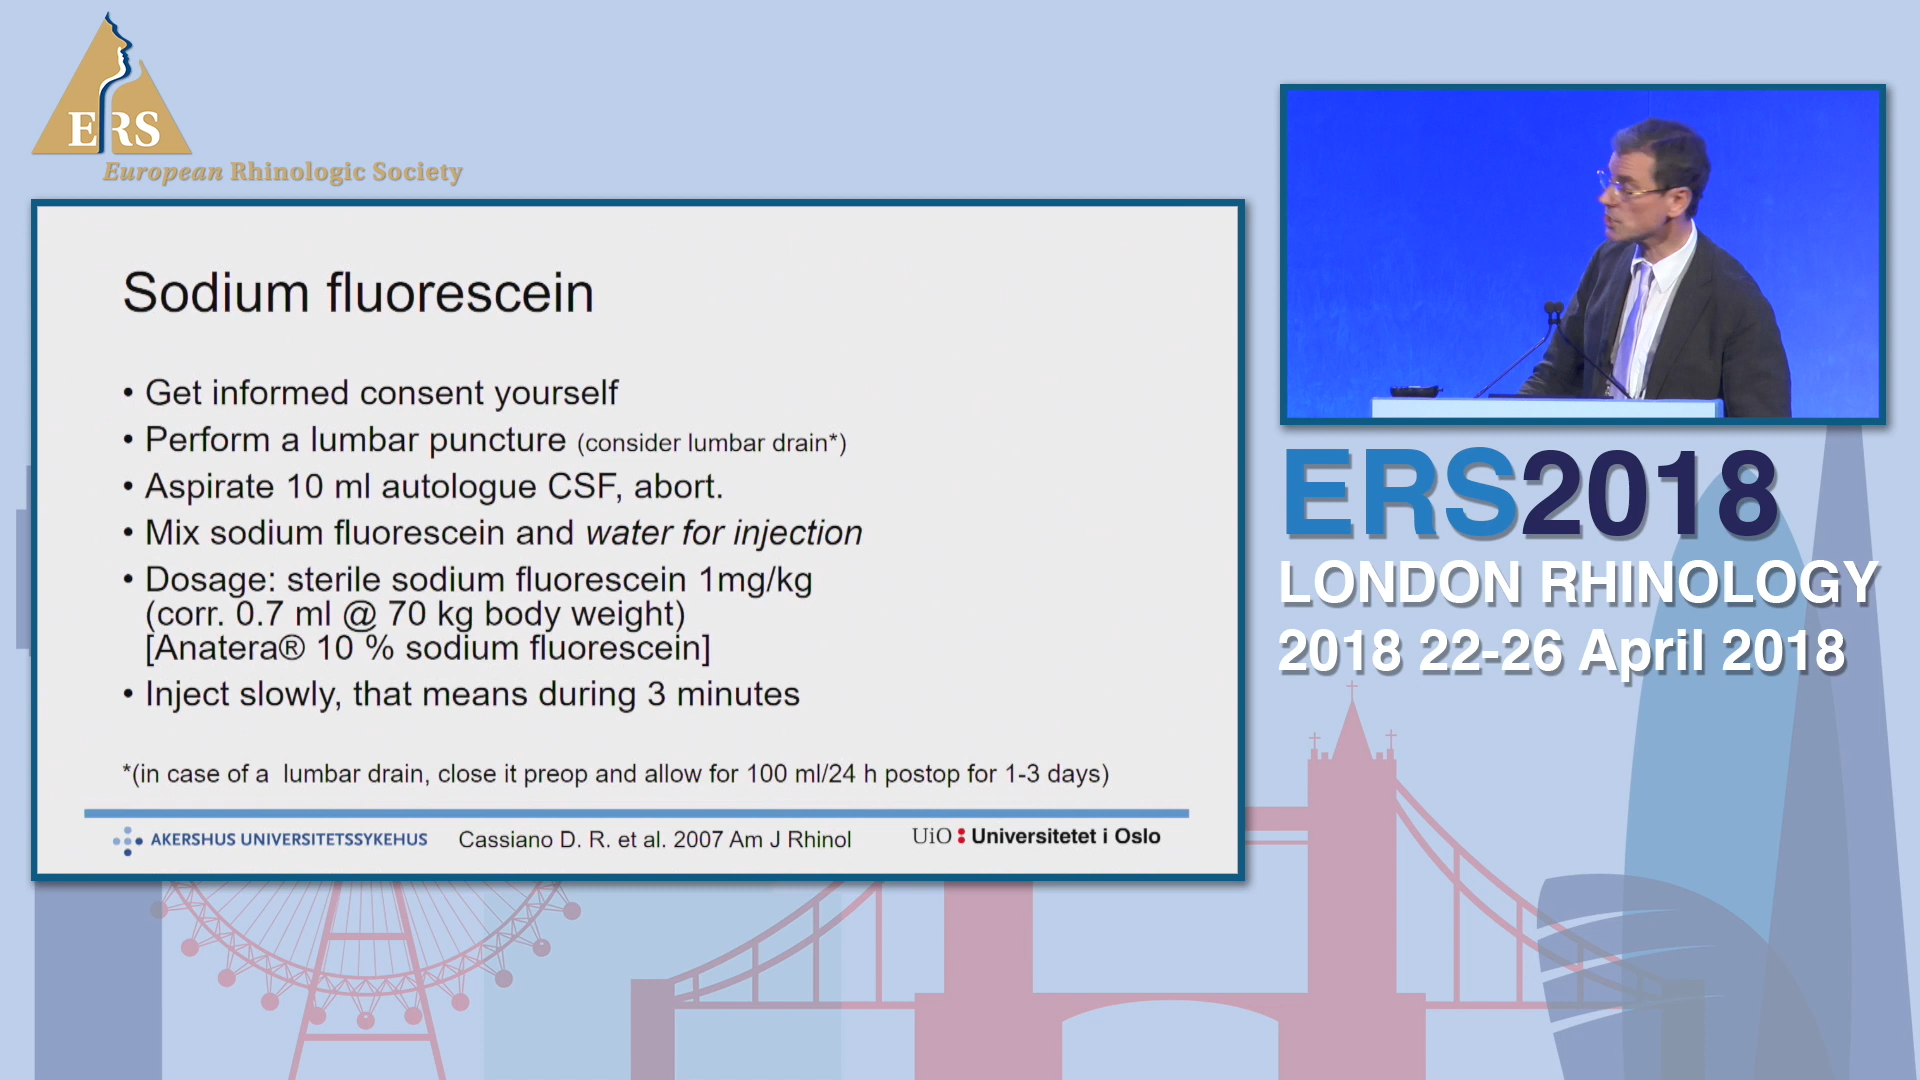 ERS
European Rhinologic Society
Sodium fluorescein
• Get informed consent yourself
• Perform a lumbar puncture (consider lumbar drain*)
• Aspirate 10 ml autologue CSF, abort.
• Mix sodium fluorescein and water for injection
• Dosage: sterile sodium fluorescein 1mg/kg
(corr. 0.7 ml @ 70 kg body weight)
[Anatera® 10 % sodium fluorescein]
• Inject slowly, that means during 3 minutes
*(in case of a lumbar drain, close it preop and allow for 100 ml/24 h postop for 1-3 days)
AKERSHUS UNIVERSITETSSYKEHUS
Cassiano D. R. et al. 2007 Am J Rhinol
UiO Universitetet i Oslo
ERS2018
LONDON RHINOLOGY
2018 22-26 April 2018